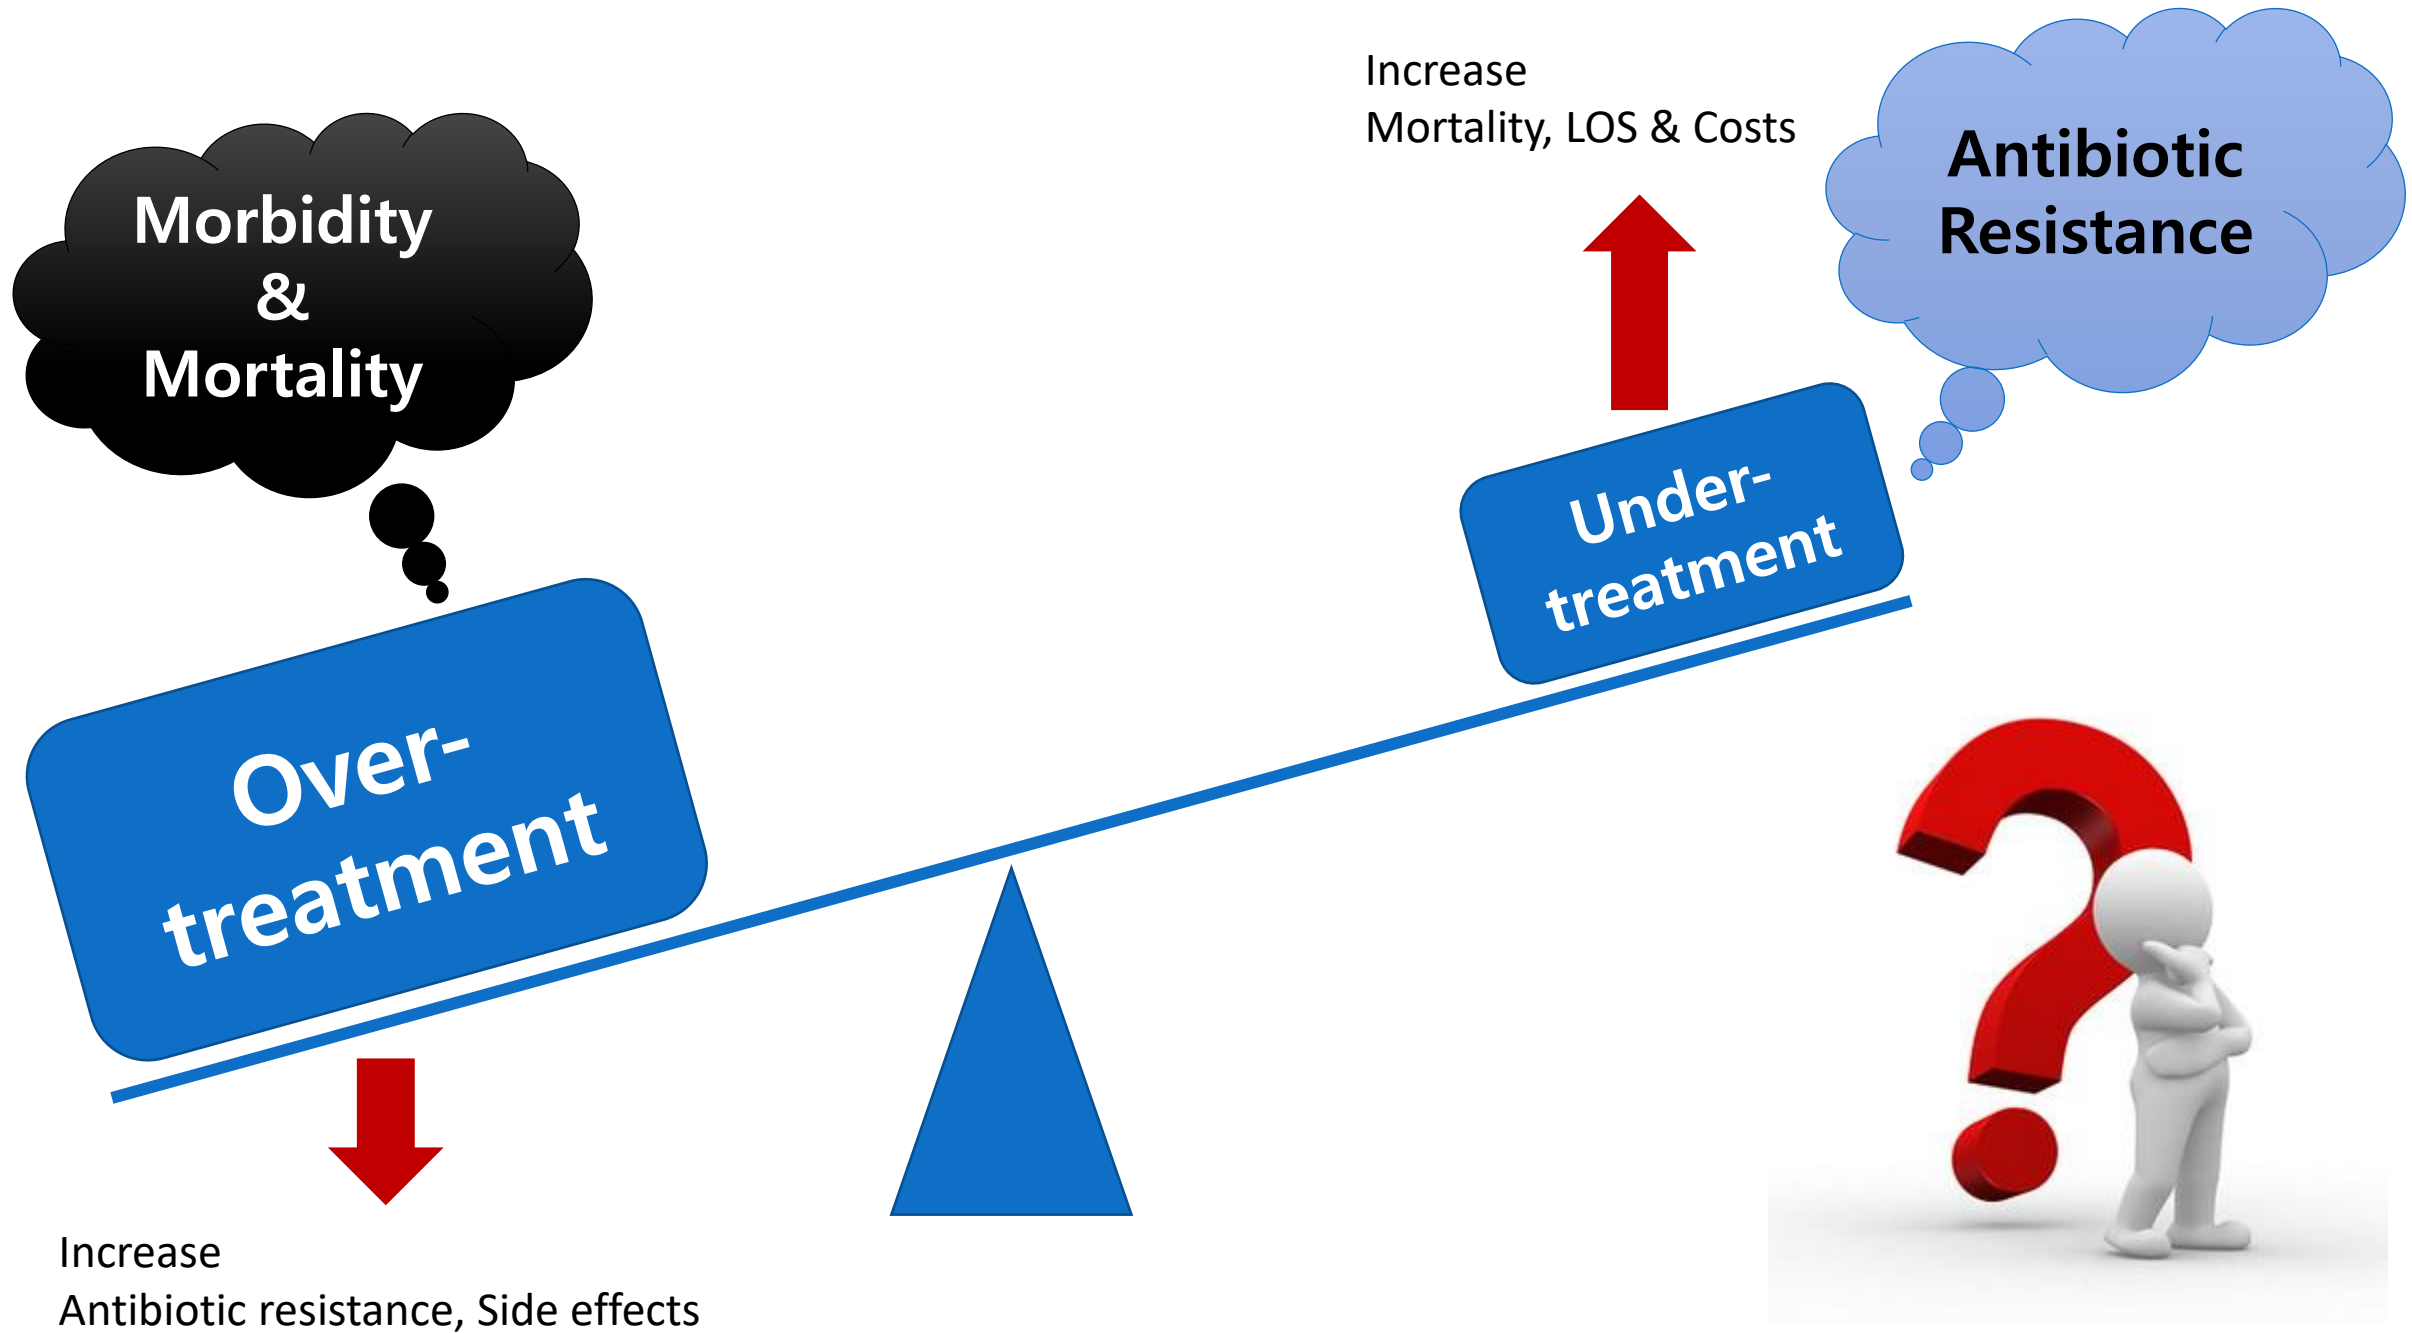 Increase
Mortality, LOS & Costs
Antibiotic
Resistance
Morbidity
&
Mortality
Under-
treatment
Over-
treatment
Increase
Antibiotic resistance, Side effects